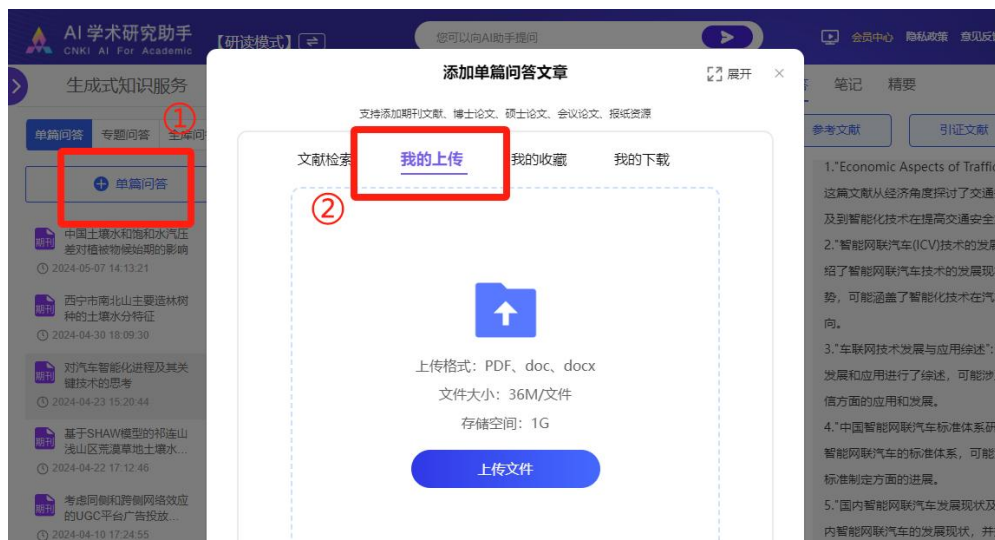 AI 学术研究助手
CNKI AI For Academic
【研读模式】
您可以向AI助手提问
会员中心 隐私政策 意见反
生成式知识服务
①
单篇问答 专题问答 全库问
单篇问答
中国土壤水和饱和水汽压
差对植被物候始期的影响
2024-05-07 14:13:21
期刊
西宁市南北山主要造林树
种的土壤水分特征
2024-04-30 18:09:30
期刊
对汽车智能化进程及其关
键技术的思考
2024-04-23 15:20:44
期刊
基于SHAW模型的祁连山
浅山区荒漠草地土壤水...
2024-04-22 17:12:46
期刊
考虑同侧和跨侧网络效应
的UGC平台广告投放...
2024-04-10 17:24:55
期刊
添加单篇问答文章
展开 ×
支持添加期刊文献、博士论文、硕士论文、会议论文、报纸资源
文献检索 我的上传 我的收藏 我的下载
②
上传格式：PDF、doc、docx
文件大小：36M/文件
存储空间：1G
上传文件
笔记 精要
参考文献 引证文献
1."Economic Aspects of Traffi
这篇文献从经济角度探讨了交通
及到智能化技术在提高交通安全
2."智能网联汽车(ICV)技术的发展
绍了智能网联汽车技术的发展现
势，可能涵盖了智能化技术在汽
向。
3."车联网技术发展与应用综述":
发展和应用进行了综述，可能涉
信方面的应用和发展。
4."中国智能网联汽车标准体系研
智能网联汽车的标准体系，可能
标准制定方面的进展。
5."国内智能网联汽车发展现状及
内智能网联汽车的发展现状，并